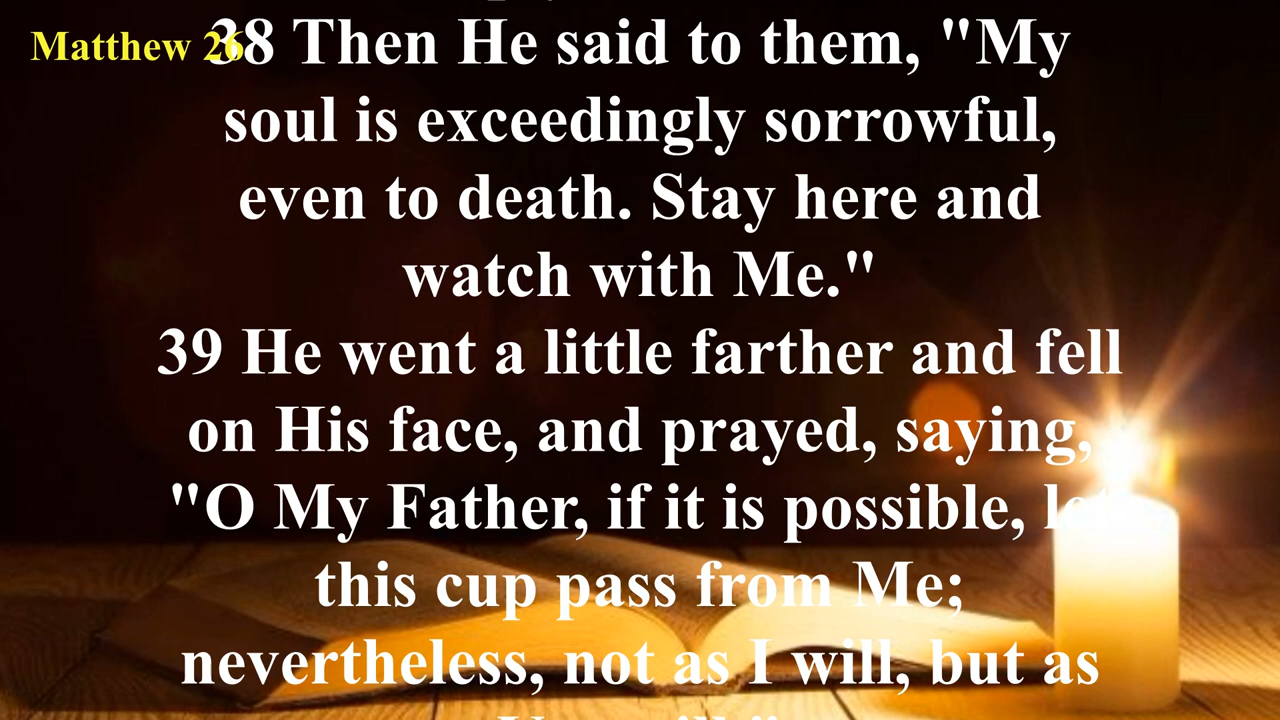 Matthew 26
38 Then He said to them, "My
soul is exceedingly sorrowful,
even to death. Stay here and
watch with Me."
39 He went a little farther and fell
on His face, and prayed, saying,
"O My Father, if it is possible, let
this cup pass from Me;
nevertheless, not as I will, but as